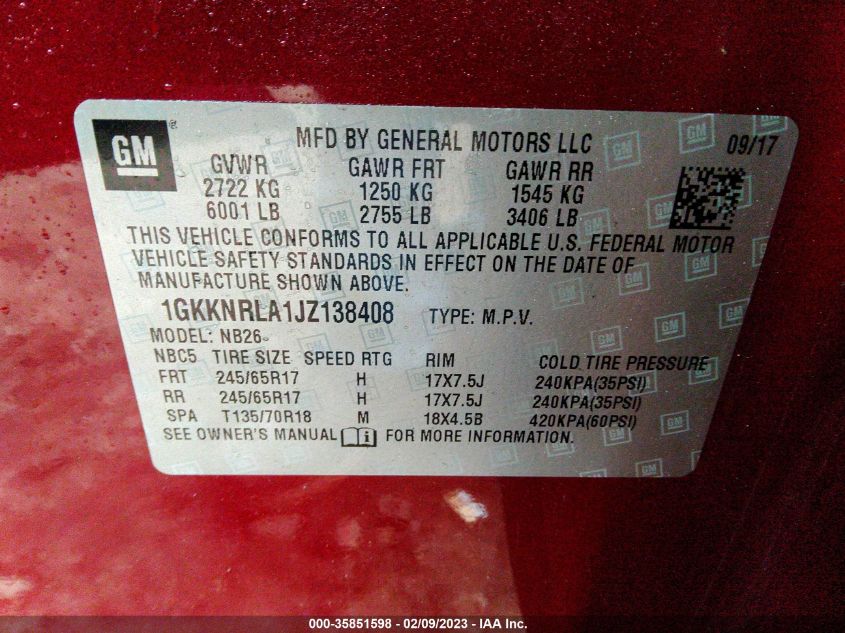 GM
MFD BY GENERAL MOTORS LLC 09/17
GVWR GAWR FRT GAWR RR
2722 KG 1250 KG 1545 KG
6001 LB 2755 LB 3406 LB
THIS VEHICLE CONFORMS TO ALL APPLICABLE U.S. FEDERAL MOTOR
VEHICLE SAFETY STANDARDS IN EFFECT ON THE DATE OF
MANUFACTURE SHOWN ABOVE.
1GKKNRLA1JZ138408 TYPE: M.P.V.
MODEL: NB26
NBC5 TIRE SIZE SPEED RTG RIM COLD TIRE PRESSURE
FRT 245/65R17 H 17X7.5J 240KPA(35PSI)
RR 245/65R17 H 17X7.5J 240KPA(35PSI)
SPA T135/70R18 M 18X4.5B 420KPA(60PSI)
SEE OWNER'S MANUAL i FOR MORE INFORMATION.
000-35851598 - 02/09/2023 - IAA Inc.